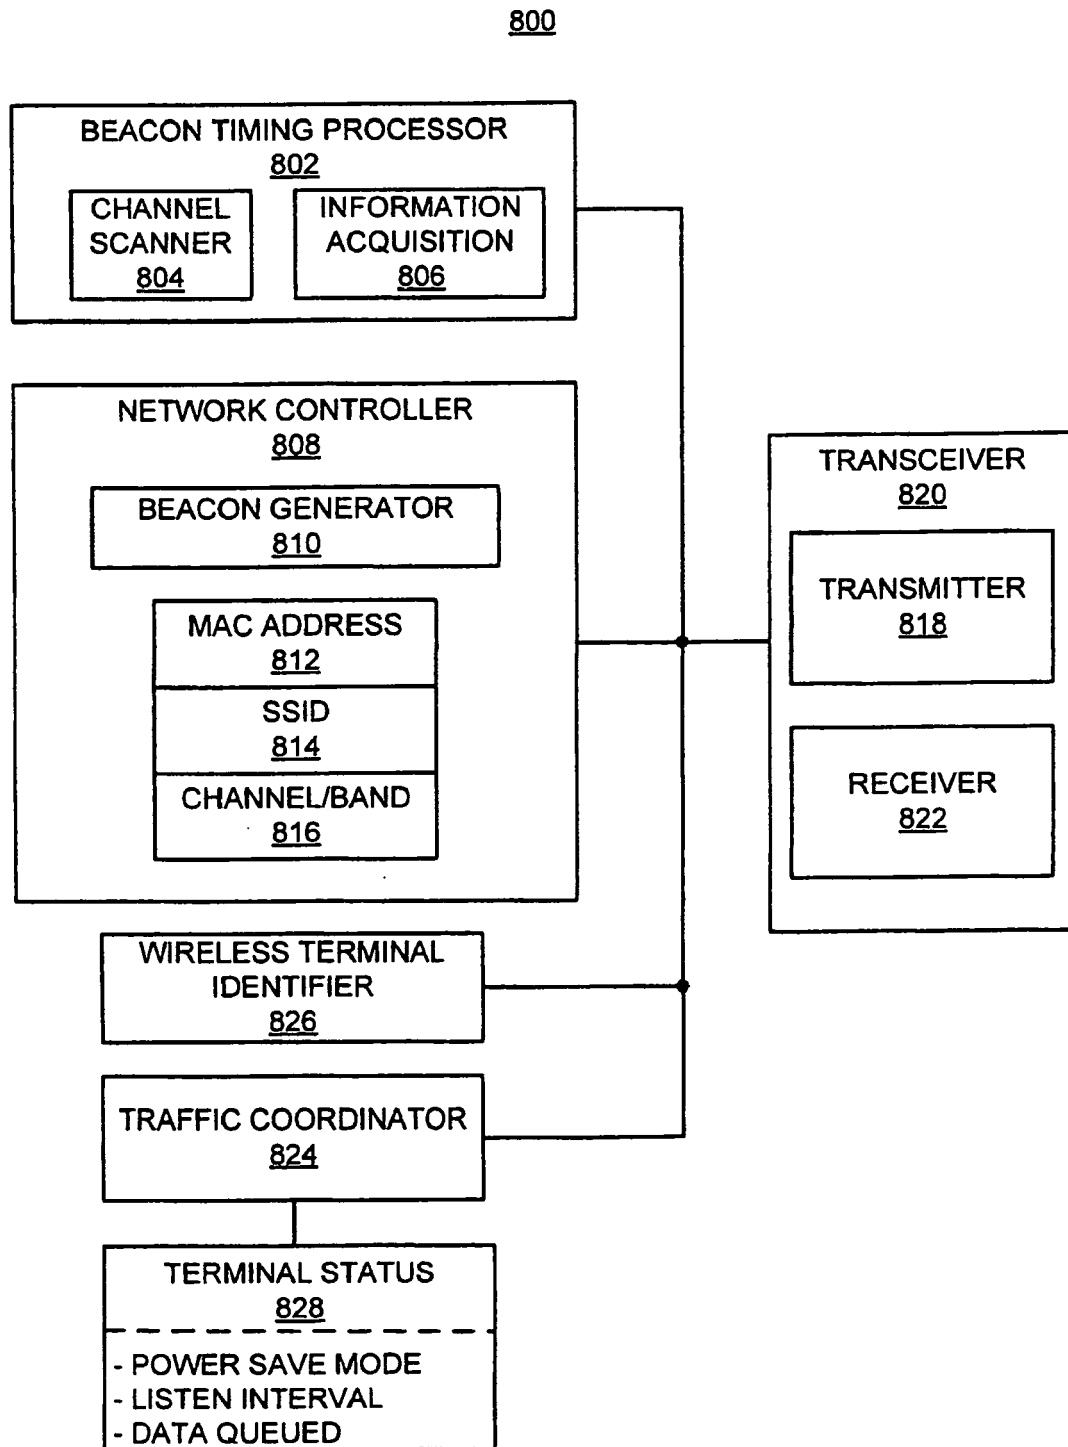 800
BEACON TIMING PROCESSOR
802
CHANNEL
SCANNER
804
INFORMATION
ACQUISITION
806
NETWORK CONTROLLER
808
BEACON GENERATOR
810
MAC ADDRESS
812
SSID
814
CHANNEL/BAND
816
TRANSCEIVER
820
TRANSMITTER
818
RECEIVER
822
WIRELESS TERMINAL
IDENTIFIER
826
TRAFFIC COORDINATOR
824
TERMINAL STATUS
828
- POWER SAVE MODE
- LISTEN INTERVAL
- DATA QUEUED